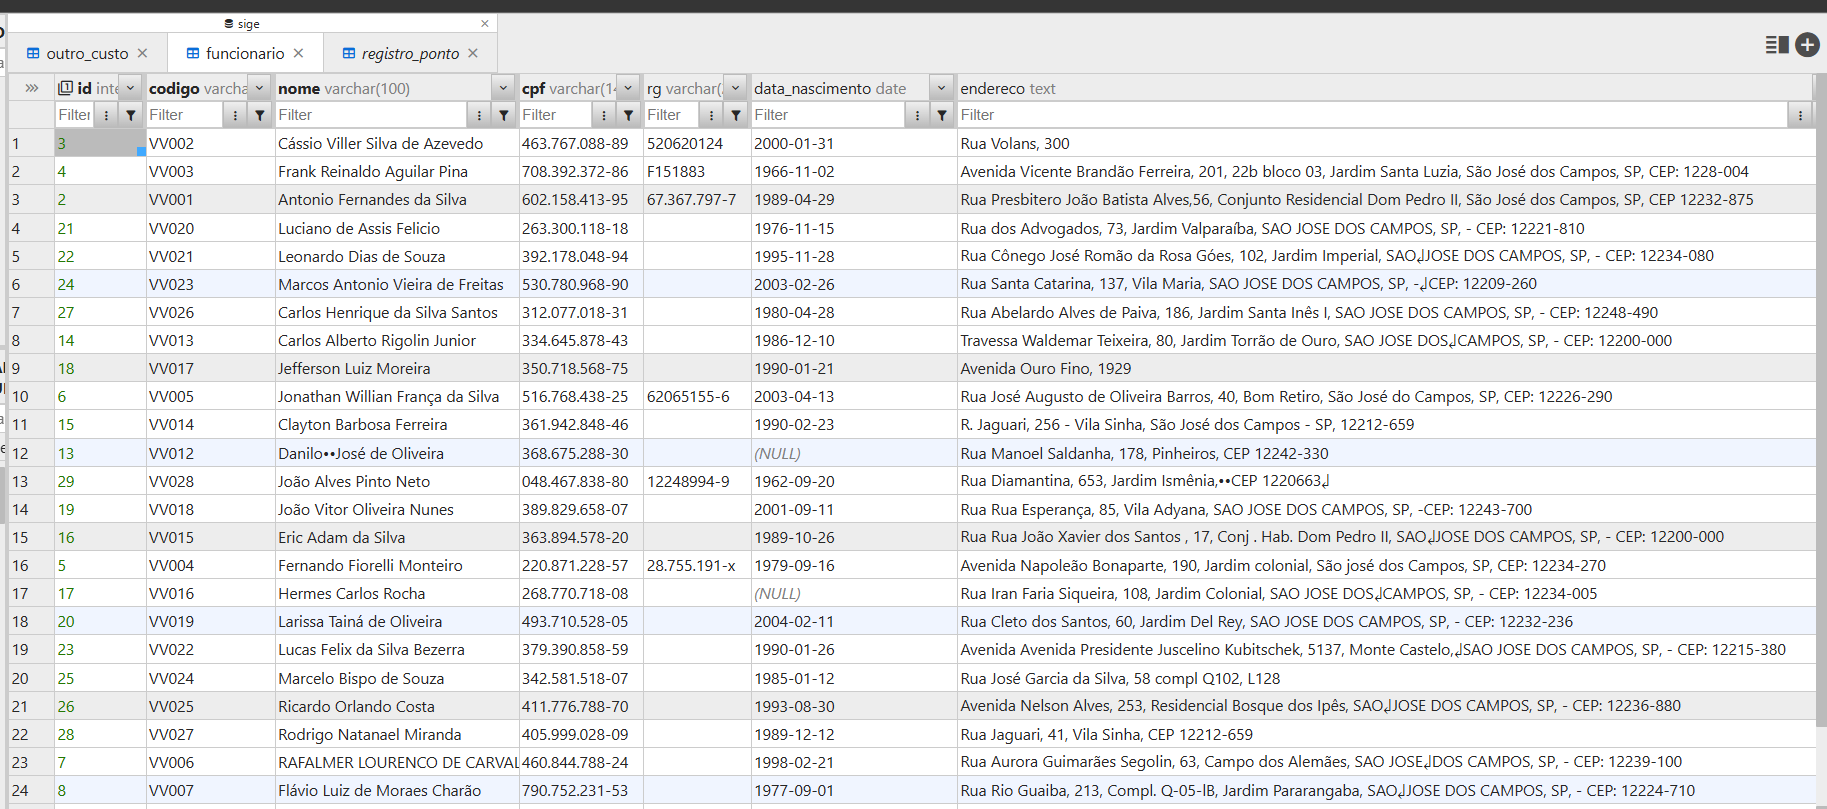 sige
outro_custo funcionario registro_ponto
id inte codigo varcha nome varchar(100) cpf varchar(14 rg varchar( data_nascimento date endereco text
Filter Filter Filter Filter Filter Filter Filter
1 3 VV002 Cássio Viller Silva de Azevedo 463.767.088-89 520620124 2000-01-31 Rua Volans, 300
2 4 VV003 Frank Reinaldo Aguilar Pina 708.392.372-86 F151883 1966-11-02 Avenida Vicente Brandão Ferreira, 201, 22b bloco 03, Jardim Santa Luzia, São José dos Campos, SP, CEP: 1228-004
3 2 VV001 Antonio Fernandes da Silva 602.158.413-95 67.367.797-7 1989-04-29 Rua Presbitero João Batista Alves,56, Conjunto Residencial Dom Pedro II, São José dos Campos, SP, CEP 12232-875
4 21 VV020 Luciano de Assis Felicio 263.300.118-18 1976-11-15 Rua dos Advogados, 73, Jardim Valparaíba, SAO JOSE DOS CAMPOS, SP, - CEP: 12221-810
5 22 VV021 Leonardo Dias de Souza 392.178.048-94 1995-11-28 Rua Cônego José Romão da Rosa Góes, 102, Jardim Imperial, SAO↲JOSE DOS CAMPOS, SP, - CEP: 12234-080
6 24 VV023 Marcos Antonio Vieira de Freitas 530.780.968-90 2003-02-26 Rua Santa Catarina, 137, Vila Maria, SAO JOSE DOS CAMPOS, SP, -↲CEP: 12209-260
7 27 VV026 Carlos Henrique da Silva Santos 312.077.018-31 1980-04-28 Rua Abelardo Alves de Paiva, 186, Jardim Santa Inês I, SAO JOSE DOS CAMPOS, SP, - CEP: 12248-490
8 14 VV013 Carlos Alberto Rigolin Junior 334.645.878-43 1986-12-10 Travessa Waldemar Teixeira, 80, Jardim Torrão de Ouro, SAO JOSE DOS↲CAMPOS, SP, - CEP: 12200-000
9 18 VV017 Jefferson Luiz Moreira 350.718.568-75 1990-01-21 Avenida Ouro Fino, 1929
10 6 VV005 Jonathan Willian França da Silva 516.768.438-25 62065155-6 2003-04-13 Rua José Augusto de Oliveira Barros, 40, Bom Retiro, São José do Campos, SP, CEP: 12226-290
11 15 VV014 Clayton Barbosa Ferreira 361.942.848-46 1990-02-23 R. Jaguari, 256 - Vila Sinha, São José dos Campos - SP, 12212-659
12 13 VV012 Danilo••José de Oliveira 368.675.288-30 (NULL) Rua Manoel Saldanha, 178, Pinheiros, CEP 12242-330
13 29 VV028 João Alves Pinto Neto 048.467.838-80 12248994-9 1962-09-20 Rua Diamantina, 653, Jardim Ismênia,••CEP 1220663↲
14 19 VV018 João Vitor Oliveira Nunes 389.829.658-07 2001-09-11 Rua Rua Esperança, 85, Vila Adyana, SAO JOSE DOS CAMPOS, SP, -CEP: 12243-700
15 16 VV015 Eric Adam da Silva 363.894.578-20 1989-10-26 Rua Rua João Xavier dos Santos , 17, Conj . Hab. Dom Pedro II, SAO↲JOSE DOS CAMPOS, SP, - CEP: 12200-000
16 5 VV004 Fernando Fiorelli Monteiro 220.871.228-57 28.755.191-x 1979-09-16 Avenida Napoleão Bonaparte, 190, Jardim colonial, São josé dos Campos, SP, CEP: 12234-270
17 17 VV016 Hermes Carlos Rocha 268.770.718-08 (NULL) Rua Iran Faria Siqueira, 108, Jardim Colonial, SAO JOSE DOS↲CAMPOS, SP, - CEP: 12234-005
18 20 VV019 Larissa Tainá de Oliveira 493.710.528-05 2004-02-11 Rua Cleto dos Santos, 60, Jardim Del Rey, SAO JOSE DOS CAMPOS, SP, - CEP: 12232-236
19 23 VV022 Lucas Felix da Silva Bezerra 379.390.858-59 1990-01-26 Avenida Avenida Presidente Juscelino Kubitschek, 5137, Monte Castelo,↲SAO JOSE DOS CAMPOS, SP, - CEP: 12215-380
20 25 VV024 Marcelo Bispo de Souza 342.581.518-07 1985-01-12 Rua José Garcia da Silva, 58 compl Q102, L128
21 26 VV025 Ricardo Orlando Costa 411.776.788-70 1993-08-30 Avenida Nelson Alves, 253, Residencial Bosque dos Ipês, SAO↲JOSE DOS CAMPOS, SP, - CEP: 12236-880
22 28 VV027 Rodrigo Natanael Miranda 405.999.028-09 1989-12-12 Rua Jaguari, 41, Vila Sinha, CEP 12212-659
23 7 VV006 RAFALMER LOURENCO DE CARVAL 460.844.788-24 1998-02-21 Rua Aurora Guimarães Segolin, 63, Campo dos Alemães, SAO JOSE↲DOS CAMPOS, SP, - CEP: 12239-100
24 8 VV007 Flávio Luiz de Moraes Charão 790.752.231-53 1977-09-01 Rua Rio Guaiba, 213, Compl. Q-05-lB, Jardim Pararangaba, SAO↲JOSE DOS CAMPOS, SP, - CEP: 12224-710